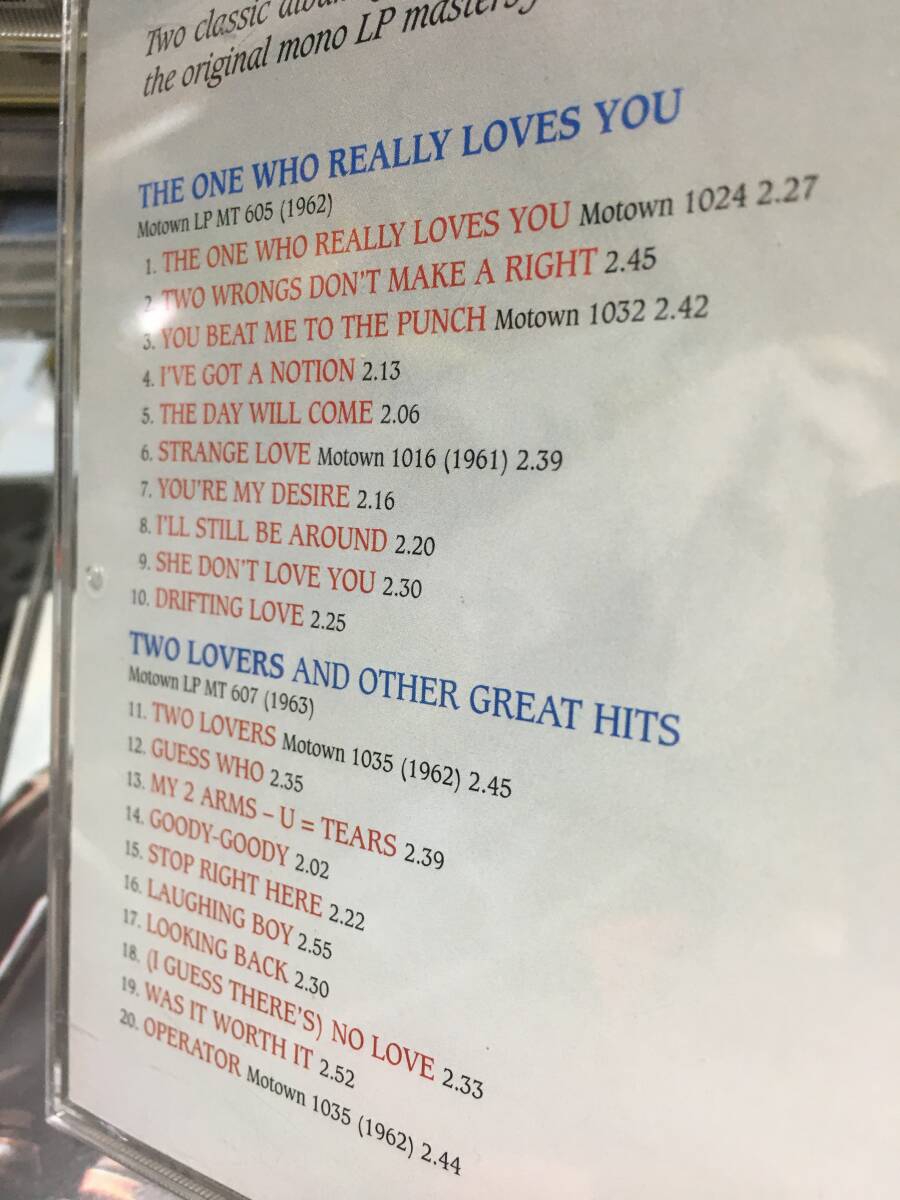 Two classic
the original mono LP masters
THE ONE WHO REALLY LOVES YOU
Motown LP MT 605 (1962)
1. THE ONE WHO REALLY LOVES YOU Motown 1024 2.27
2. TWO WRONGS DON'T MAKE A RIGHT 2.45
3. YOU BEAT ME TO THE PUNCH Motown 1032 2.42
4. I'VE GOT A NOTION 2.13
5. THE DAY WILL COME 2.06
6. STRANGE LOVE Motown 1016 (1961) 2.39
7. YOU'RE MY DESIRE 2.16
8. I'LL STILL BE AROUND 2.20
9. SHE DON'T LOVE YOU 2.30
10. DRIFTING LOVE 2.25
TWO LOVERS AND OTHER GREAT HITS
Motown LP MT 607 (1963)
11. TWO LOVERS Motown 1035 (1962) 2.45
12. GUESS WHO 2.35
13. MY 2 ARMS – U = TEARS 2.39
14. GOODY-GOODY 2.02
15. STOP RIGHT HERE 2.22
16. LAUGHING BOY 2.55
17. LOOKING BACK 2.30
18. (I GUESS THERE'S) NO LOVE 2.33
19. WAS IT WORTH IT 2.52
20. OPERATOR Motown 1035 (1962) 2.44